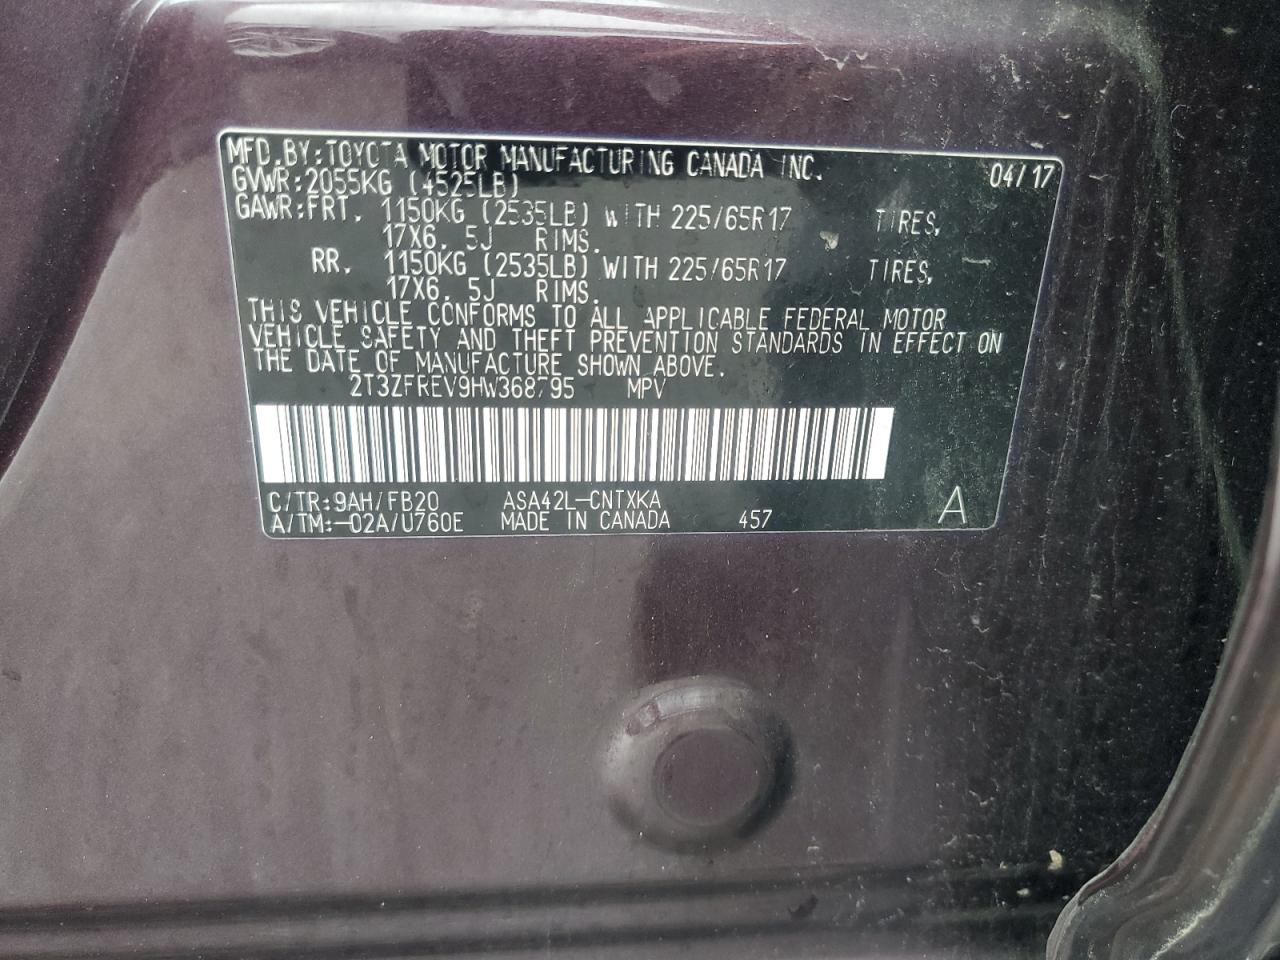 MFD.BY:TOYOTA MOTOR MANUFACTURING CANADA INC. 04/17
GVWR:2055KG (4525LB)
GAWR:FRT. 1150KG (2535LB) WITH 225/65R17 TIRES,
17X6.5J RIMS.
RR. 1150KG (2535LB) WITH 225/65R17 TIRES,
17X6.5J RIMS.
THIS VEHICLE CONFORMS TO ALL APPLICABLE FEDERAL MOTOR
VEHICLE SAFETY AND THEFT PREVENTION STANDARDS IN EFFECT ON
THE DATE OF MANUFACTURE SHOWN ABOVE.
2T3ZFREV9HW368795 MPV
C/TR:9AH/FB20 ASA42L-CNTXKA
A/TM:-02A/U760E MADE IN CANADA 457 A